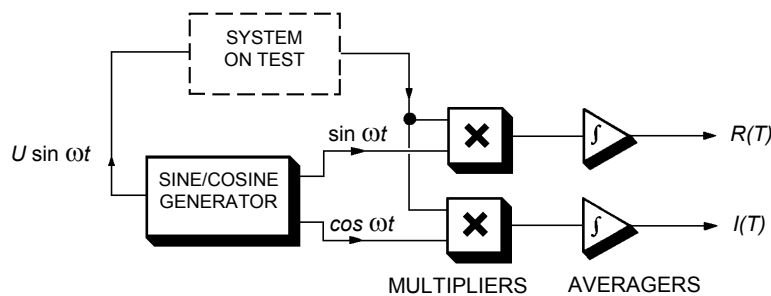 SYSTEM
ON TEST
U sin ωt
sin ωt
R(T)
SINE/COSINE
GENERATOR
cos ωt
I(T)
MULTIPLIERS
AVERAGERS
×
∫
×
∫